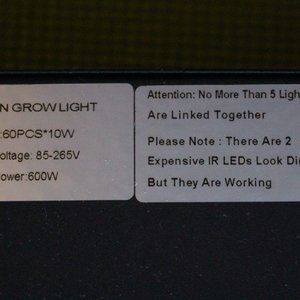 N GROW LIGHT
:60PCS*10W
oltage: 85-265V
ower:600W
Attention: No More Than 5 Ligh
Are Linked Together
Please Note : There Are 2
Expensive IR LEDs Look Di
But They Are Working